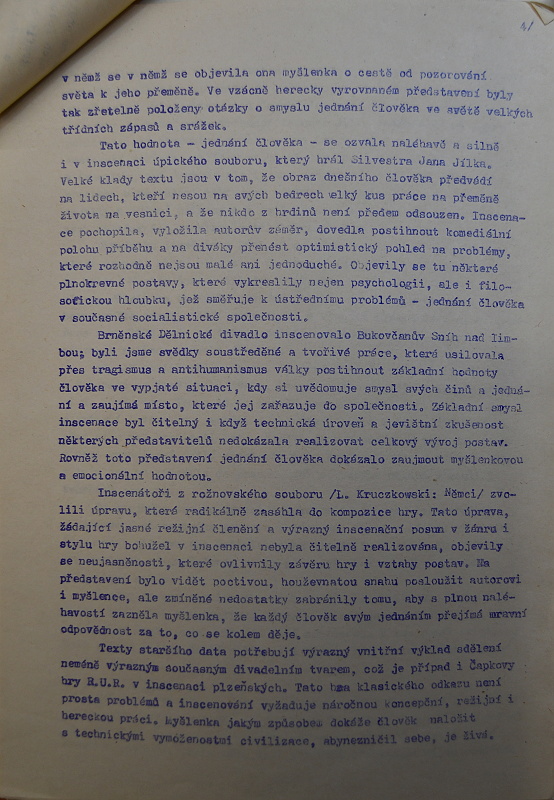 4/
v němž se v němž se objevila ona myšlenka o cestě od pozorování
světa k jeho přeměně. Ve vzácně herecky vyrovnaném představení byly
tak zřetelně položeny otázky o smyslu jednání člověka ve světě velkých
třídních zápasů a srážek.
Tato hodnota - jednání člověka - se ozvala naléhavě a silně
i v inscenaci úpického souboru, který hrál Silvestra Jana Jílka.
Velké klady textu jsou v tom, že obraz dnečního člověka předvédí
na lidech, kteří nesou na svých bedrech velký kus práce na přeměně
života na vesnici, a že nikdo z hrdinů není předem odsouzen. Inscena-
ce pochopila, vyložila autorův záměr, dovedla postihnout komediální
polohu příběhu a na diváky přenést optimistický pohled na problémy,
které rozhodně nejsou malé ani jednoduché. Objevily se tu některé
plnokrevné postavy, které vykreslily nejen psychologii, ale i filo-
sofickou hloubku, jež směřuje k ústřednímu problémů - jednání člověka
v současné socialistické společnosti.
Brněnské Dělnické divadlo inscenovalo Bukovčanův Sníh nad lim-
bou; byli jsme svědky soustředěné a tvořivé práce, která usilovala
přes tragismus a antihumanismus války postihnout základní hodnoty
člověka ve vypjaté situaci, kdy si uvědomuje smysl svých činů a jedná-
ní a zaujímá místo, které jej zařazuje do společnosti. Základní smysl
inscenace byl čitelný i když technická úroveň a jevištní zkušenost
některých představitelů nedokázala realizovat celkový vývoj postav.
Rovněž toto představení jednání člověka dokázalo zaujmout myšlenkovou
a emocionální hodnotou.
Inscenátoři z rožnovského souboru /L. Kruczkowski: Němci/ zvo-
lili úpravu, která radikálně zasáhla do kompozice hry. Tato úprava,
žádající jasné režijní členění a výrazný inscenační posun v žánru i
stylu hry bohužel v inscenaci nebyla čitelně realizována, objevily
se neujasněnosti, které ovlivnily závěru hry i vztahy postav. Na
představení bylo vidět poctivou, houževnatou snahu posloužit autorovi
i myšlence, ale zmíněné nedostatky zabránily tomu, aby s plnou nalé-
havostí zazněla myšlenka, že každý člověk svým jednáním přejímá mravní
odpovědnost za to, co se kolem děje.
Texty staršího data potřebují výrazný vnitřní výklad sdělení
neméně výrazným současným divadelním tvarem, což je případ i Čapkovy
hry R.U.R. v inscenaci plzeňských. Tato hra klasického odkazu není
prosta problémů a inscenování vyžaduje náročnou koncepční, režijní i
hereckou práci. Myšlenka jakým způsobem dokáže člověk naložit
s technickými vymoženostmi civilizace, abynezničil sebe, je živá.